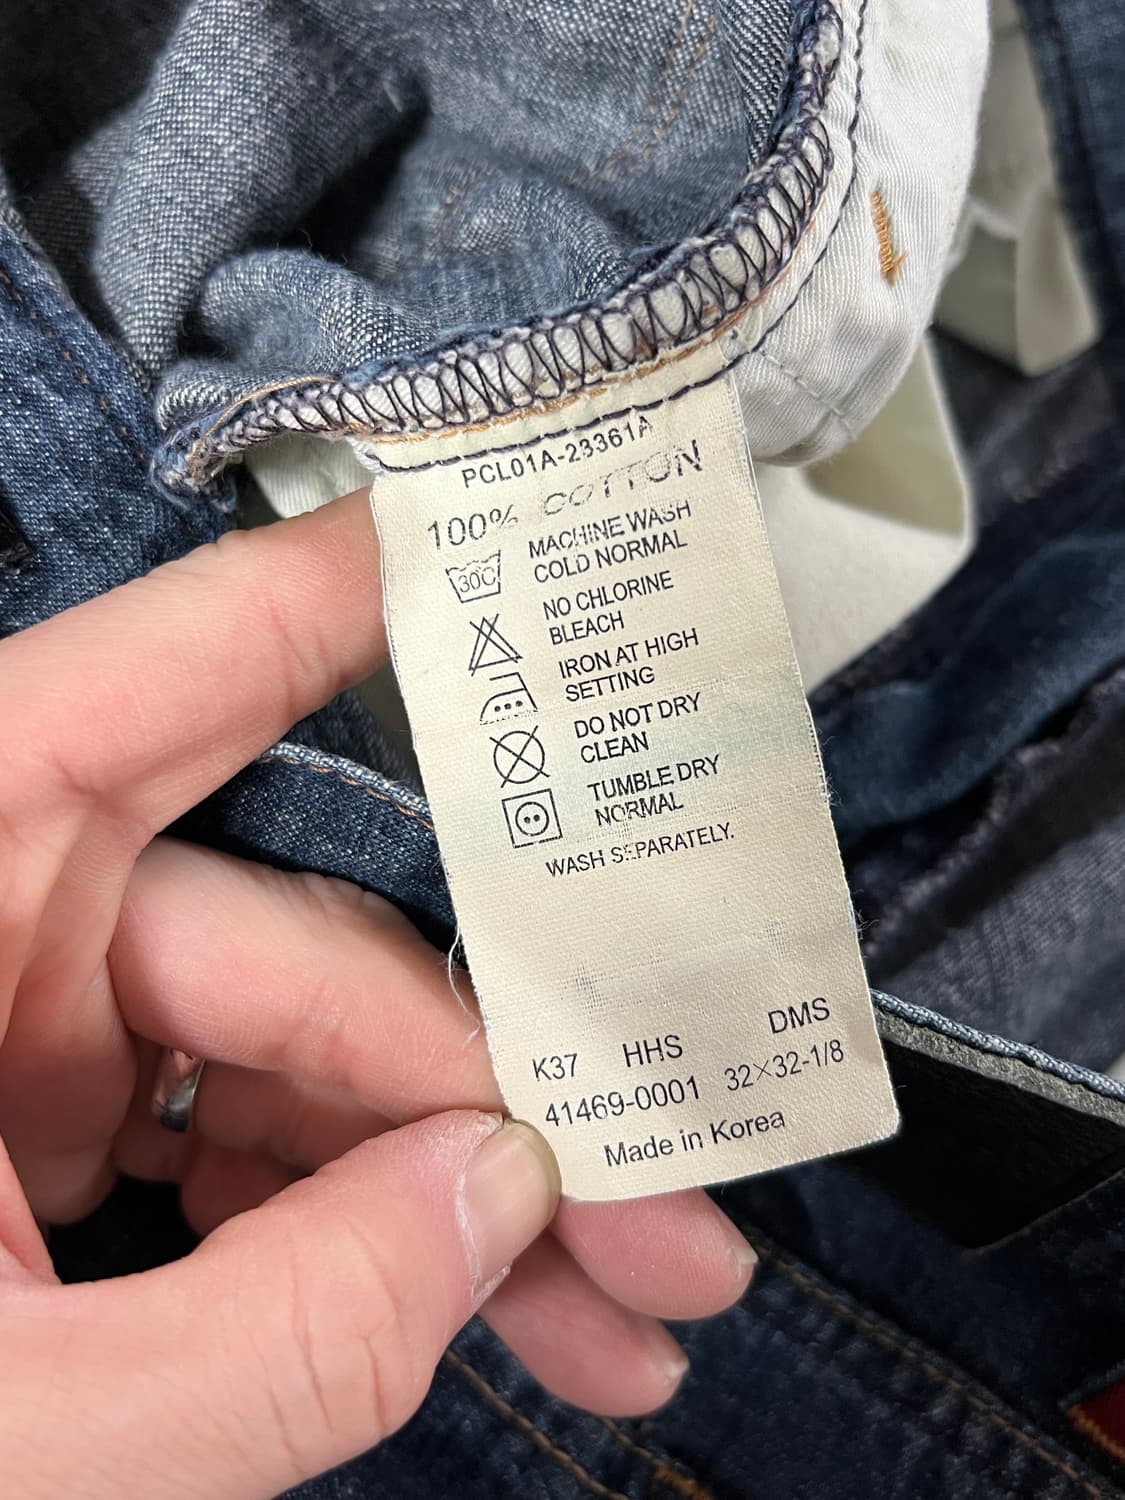 PCL01A-23361A
100% COTTON
30C MACHINE WASH
COLD NORMAL
NO CHLORINE
BLEACH
IRON AT HIGH
SETTING
DO NOT DRY
CLEAN
TUMBLE DRY
NORMAL
WASH SEPARATELY.
K37 HHS DMS
41469-0001 32×32-1/8
Made in Korea